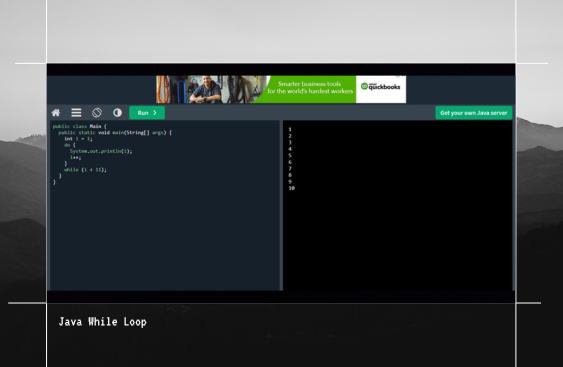 Smarter business tools
for the world's hardest workers
quickbooks
Run >
Get your own Java server
public class Main {
public static void main(String[] args) {
int i = 1;
do {
System.out.println(i);
i++;
}
while (i < 11);
}
}
1
2
3
4
5
6
7
8
9
10
Java While Loop